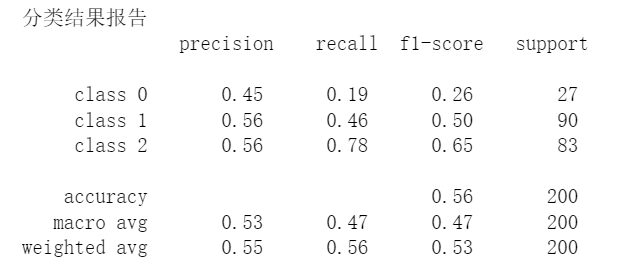 分类结果报告
precision recall f1-score support
class 0 0.45 0.19 0.26 27
class 1 0.56 0.46 0.50 90
class 2 0.56 0.78 0.65 83
accuracy 0.56 200
macro avg 0.53 0.47 0.47 200
weighted avg 0.55 0.56 0.53 200